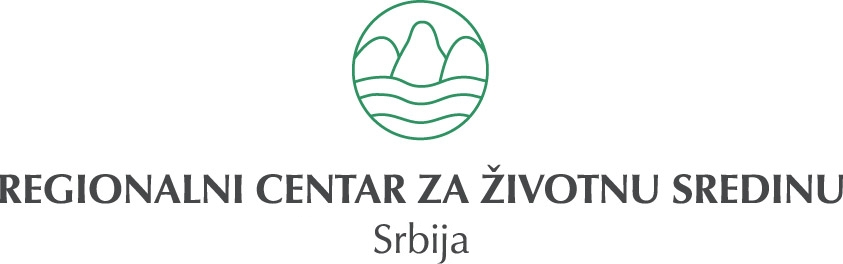 REGIONALNI CENTAR ZA ŽIVOTNU SREDINU
Srbija